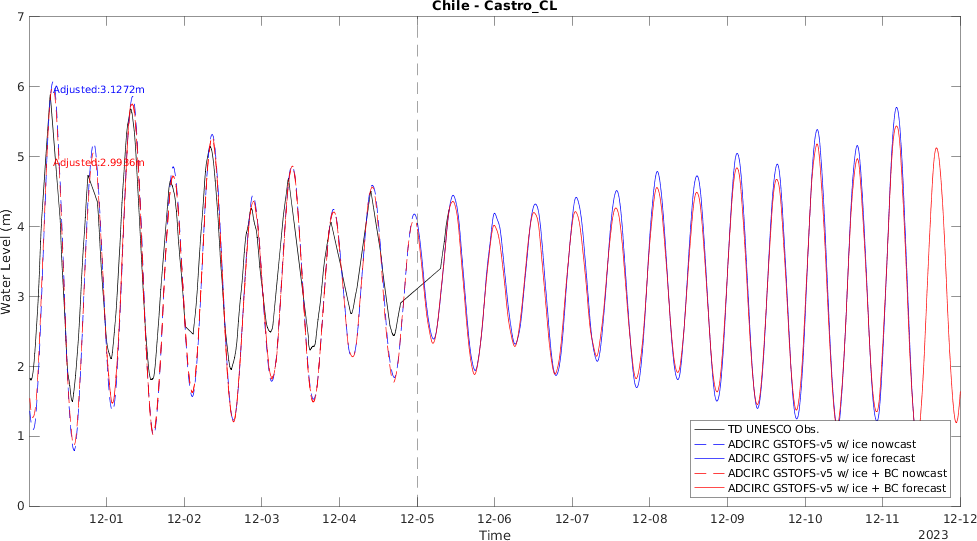 Chile - Castro_CL
7
6
5
4
3
2
1
0
Water Level (m)
Adjusted:3.1272m
Adjusted:2.9936m
TD UNESCO Obs.
ADCIRC GSTOFS-v5 w/ ice nowcast
ADCIRC GSTOFS-v5 w/ ice forecast
ADCIRC GSTOFS-v5 w/ ice + BC nowcast
ADCIRC GSTOFS-v5 w/ ice + BC forecast
12-01 12-02 12-03 12-04 12-05 12-06 12-07 12-08 12-09 12-10 12-11 12-12
Time
2023